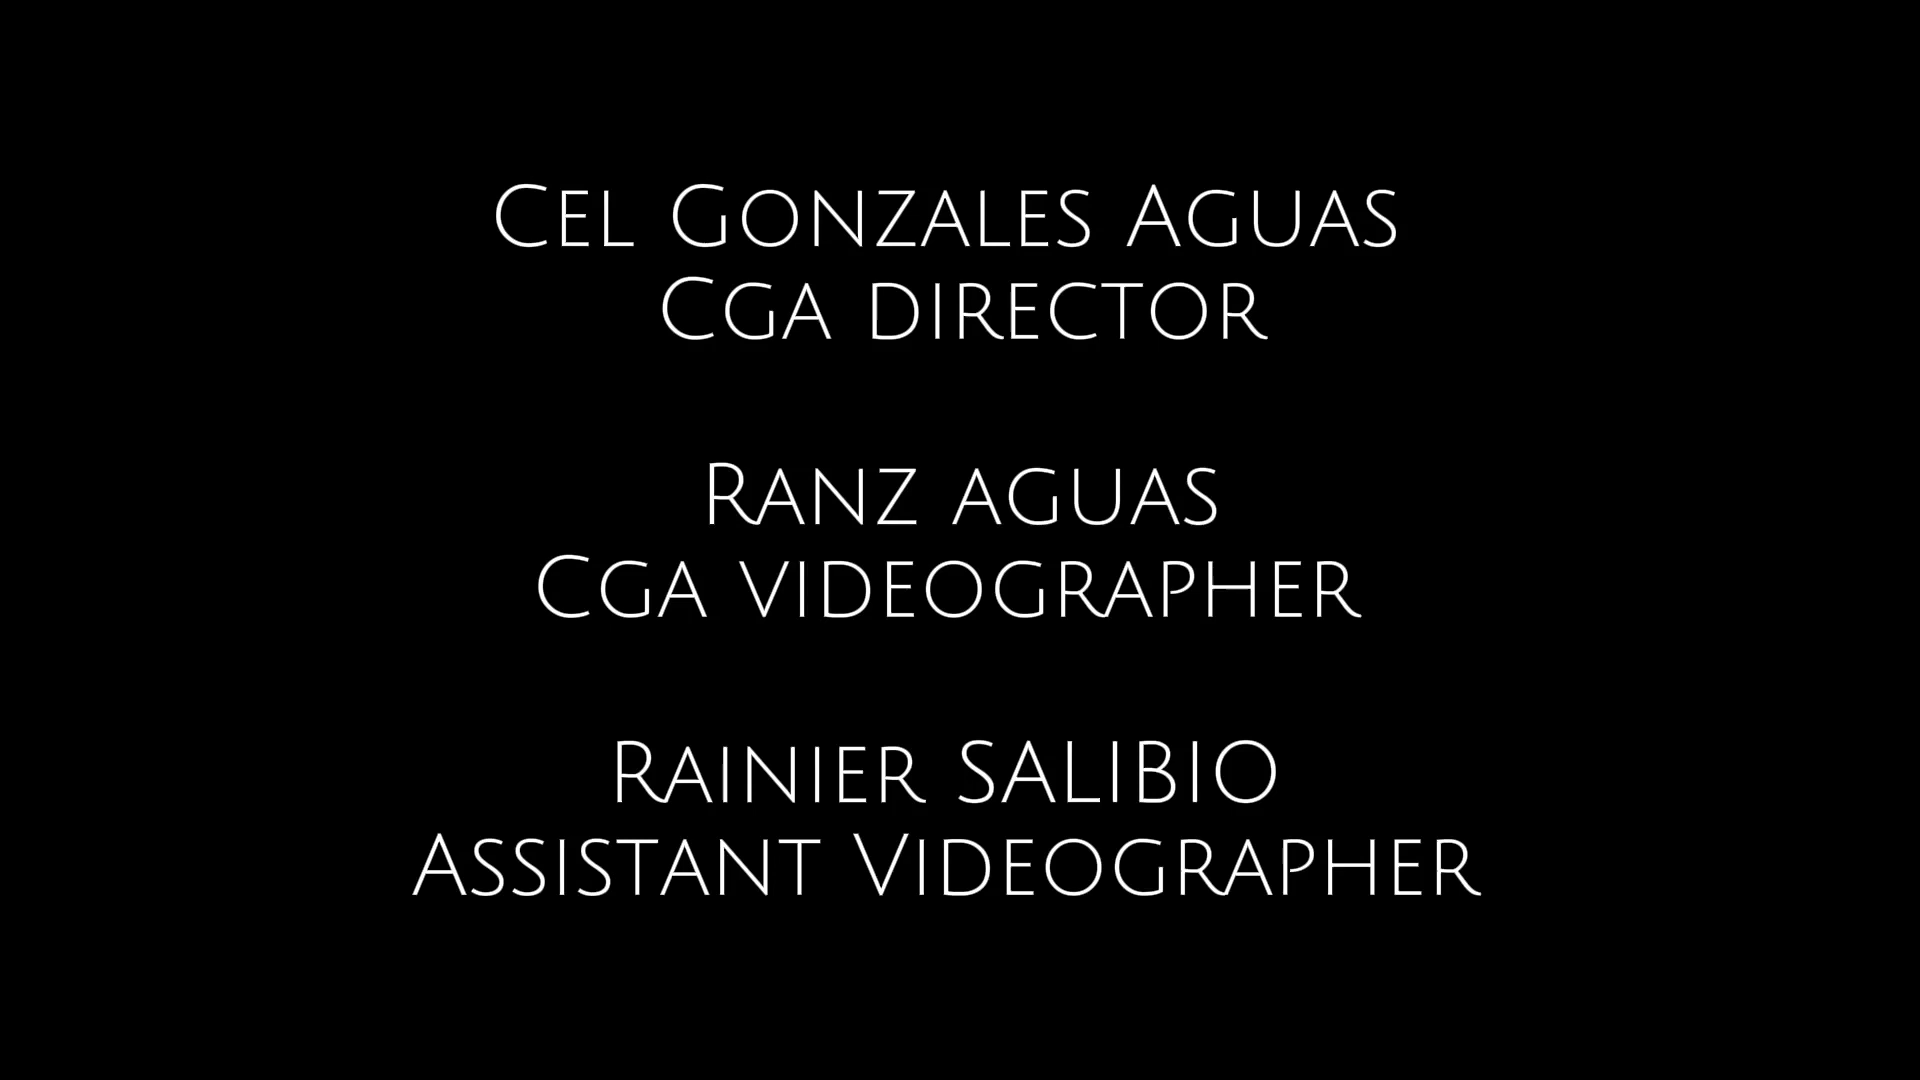 Cel Gonzales Aguas
Cga director
Ranz aguas
Cga videographer
Rainier SALIBIO
Assistant Videographer